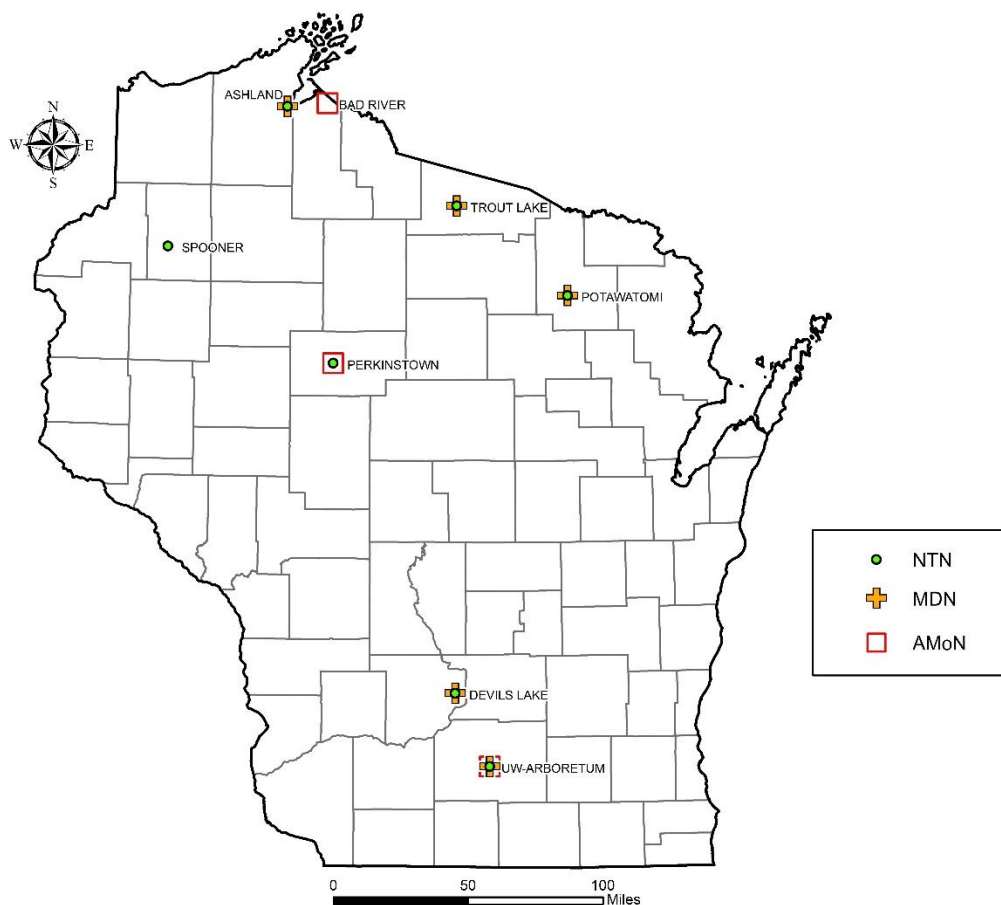 ASHLAND
BAD RIVER
N
W E
S
TROUT LAKE
SPOONER
POTAWATOMI
PERKINSTOWN
NTN
MDN
AMoN
DEVILS LAKE
UW-ARBORETUM
0 50 100
Miles